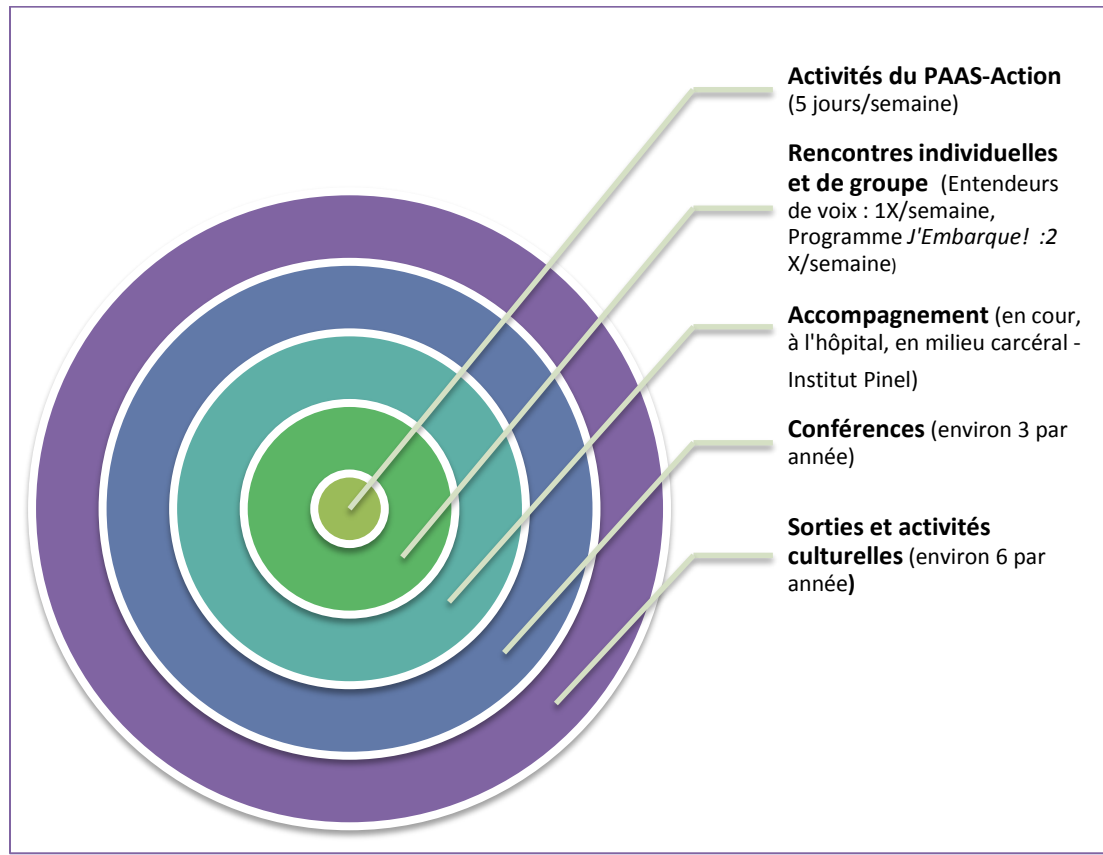 Activités du PAAS-Action
(5 jours/semaine)
Rencontres individuelles
et de groupe (Entendeurs
de voix : 1X/semaine,
Programme J'Embarque! :2
X/semaine)
Accompagnement (en cour,
à l'hôpital, en milieu carcéral -
Institut Pinel)
Conférences (environ 3 par
année)
Sorties et activités
culturelles (environ 6 par
année)